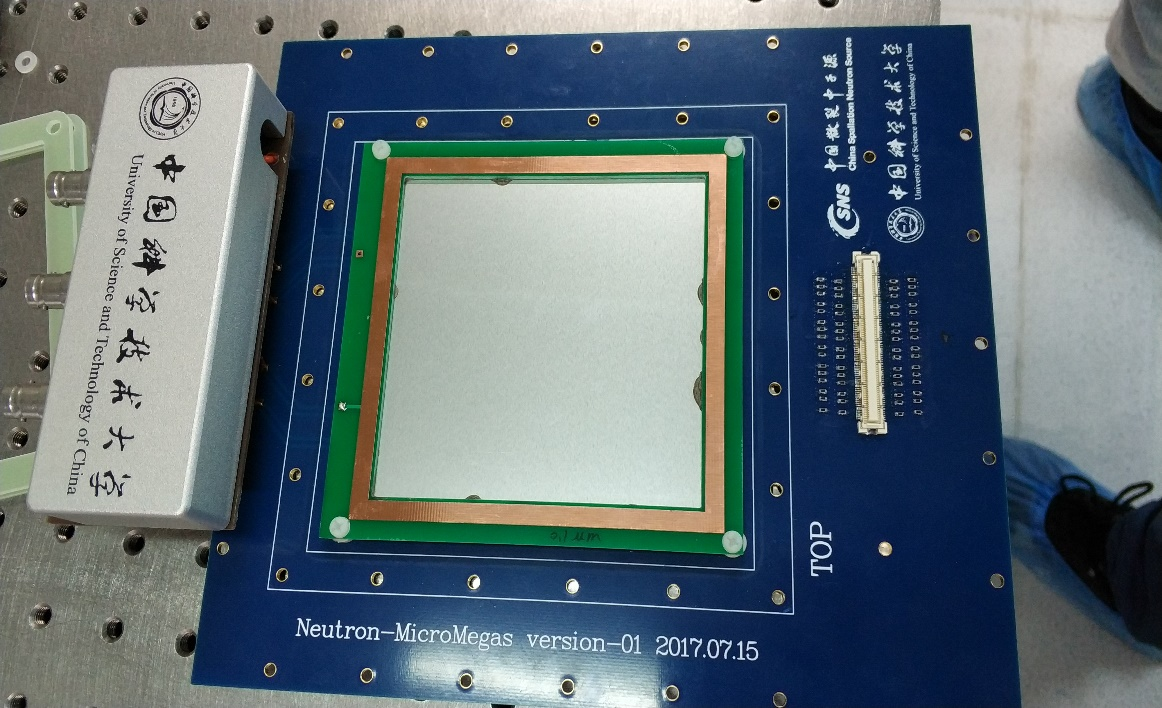 中国科学技术大学
University of Science and Technology of China
中国散裂中子源
China Spallation Neutron Source
CSNS
中国科学技术大学
University of Science and Technology of China
TOP
Neutron-MicroMegas version-01 2017.07.15